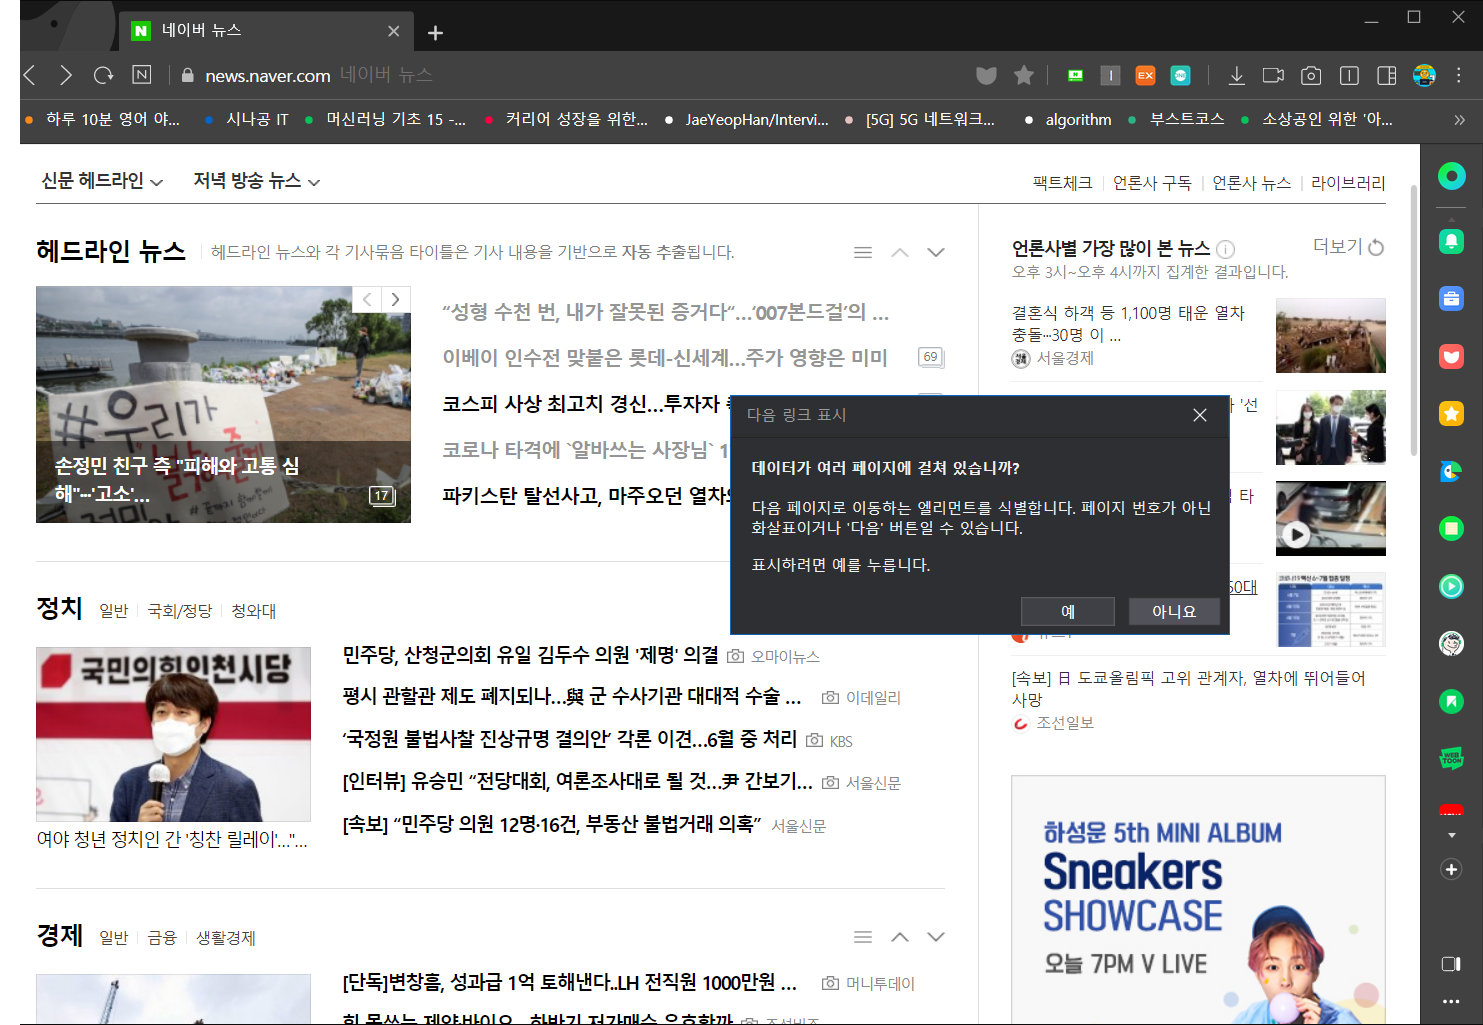 네이버 뉴스
news.naver.com 네이버 뉴스
하루 10분 영어 야...
시나공 IT
머신러닝 기초 15 -...
커리어 성장을 위한...
JaeYeopHan/Intervi...
[5G] 5G 네트워크...
algorithm
부스트코스
소상공인 위한 '아...
신문 헤드라인
저녁 방송 뉴스
팩트체크
언론사 구독
언론사 뉴스
라이브러리
헤드라인 뉴스
헤드라인 뉴스와 각 기사묶음 타이틀은 기사 내용을 기반으로 자동 추출됩니다.
#우리가
손정민 친구 측 "피해와 고통 심
해"…'고소'...
17
“성형 수천 번, 내가 잘못된 증거다“...‘007본드걸’의 ...
이베이 인수전 맞붙은 롯데-신세계...주가 영향은 미미
69
코스피 사상 최고치 경신...투자자
코로나 타격에 `알바쓰는 사장님` 1
파키스탄 탈선사고, 마주오던 열차
언론사별 가장 많이 본 뉴스
더보기
오후 3시~오후 4시까지 집계한 결과입니다.
결혼식 하객 등 1,100명 태운 열차
충돌…30명 이 ...
서울경제
'선
타
50대
[속보] 日 도쿄올림픽 고위 관계자, 열차에 뛰어들어
사망
조선일보
다음 링크 표시
데이터가 여러 페이지에 걸쳐 있습니까?
다음 페이지로 이동하는 엘리먼트를 식별합니다. 페이지 번호가 아닌
화살표이거나 '다음' 버튼일 수 있습니다.
표시하려면 예를 누릅니다.
예
아니요
정치
일반
국회/정당
청와대
국민의힘인천시당
여야 청년 정치인 간 '칭찬 릴레이'..."...
민주당, 산청군의회 유일 김두수 의원 '제명' 의결 오마이뉴스
평시 관할관 제도 폐지되나...與 군 수사기관 대대적 수술 ... 이데일리
‘국정원 불법사찰 진상규명 결의안‘ 각론 이견...6월 중 처리 KBS
[인터뷰] 유승민 “전당대회, 여론조사대로 될 것...尹 간보기... 서울신문
[속보] “민주당 의원 12명·16건, 부동산 불법거래 의혹” 서울신문
경제
일반
금융
생활경제
[단독]변창흠, 성과급 1억 토해낸다..LH 전직원 1000만원 ... 머니투데이
하성운 5th MINI ALBUM
Sneakers
SHOWCASE
오늘 7PM V LIVE
WEB
TOON